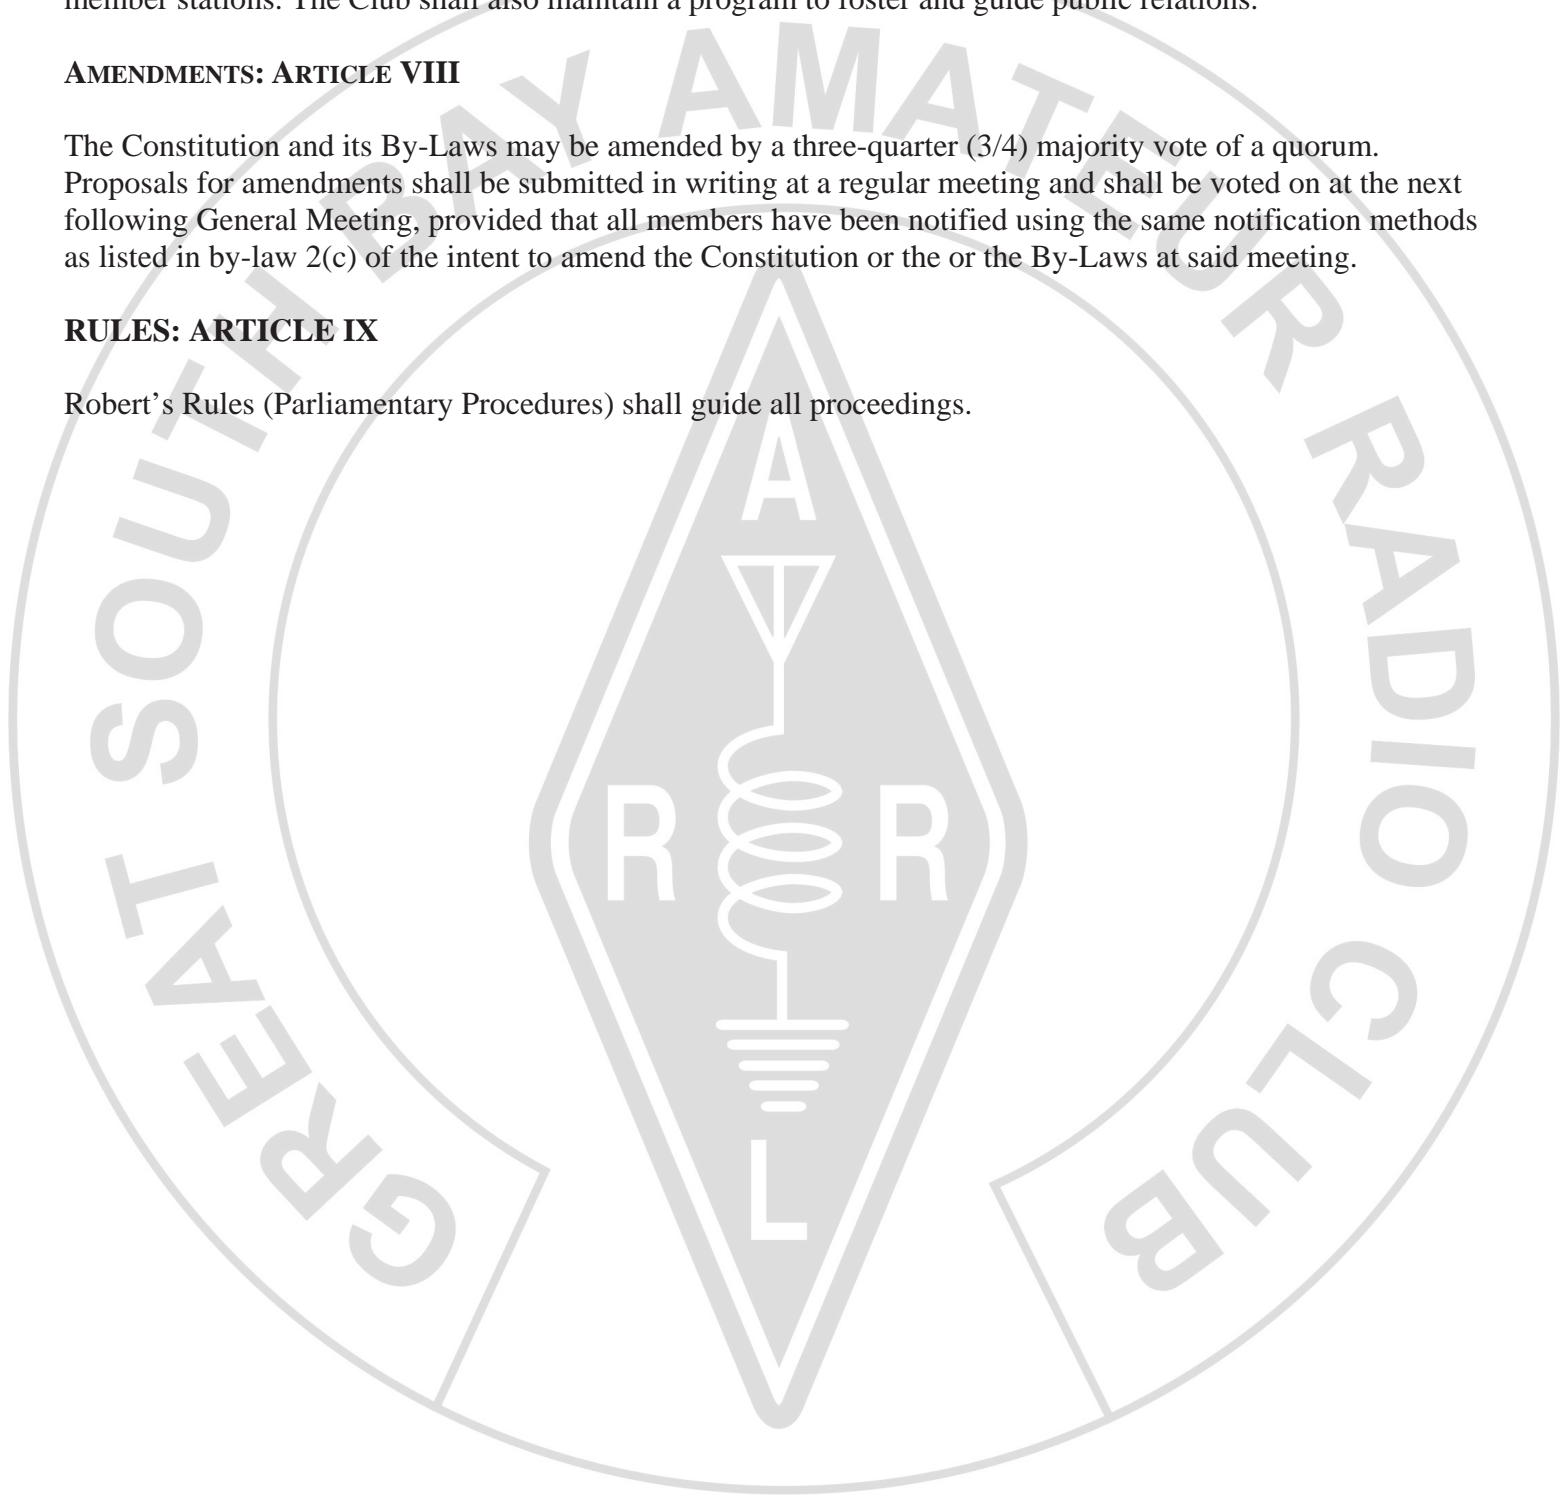 member stations. The Club shall also maintain a program to foster and guide public relations.
AMENDMENTS: ARTICLE VIII
The Constitution and its By-Laws may be amended by a three-quarter (3/4) majority vote of a quorum.
Proposals for amendments shall be submitted in writing at a regular meeting and shall be voted on at the next
following General Meeting, provided that all members have been notified using the same notification methods
as listed in by-law 2(c) of the intent to amend the Constitution or the or the By-Laws at said meeting.
RULES: ARTICLE IX
Robert’s Rules (Parliamentary Procedures) shall guide all proceedings.
GREAT SOUTH BAY AMATEUR RADIO CLUB
A
R R
L